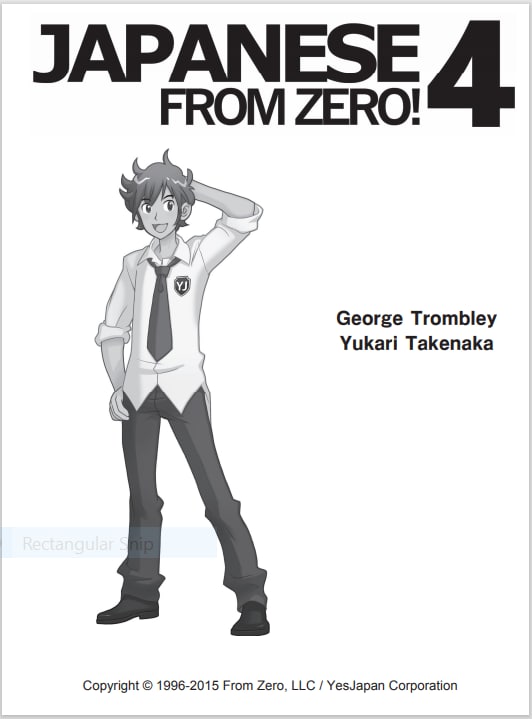 JAPANESE
FROM ZERO! 4
YJ
George Trombley
Yukari Takenaka
Rectangular Snip
Copyright © 1996-2015 From Zero, LLC / YesJapan Corporation